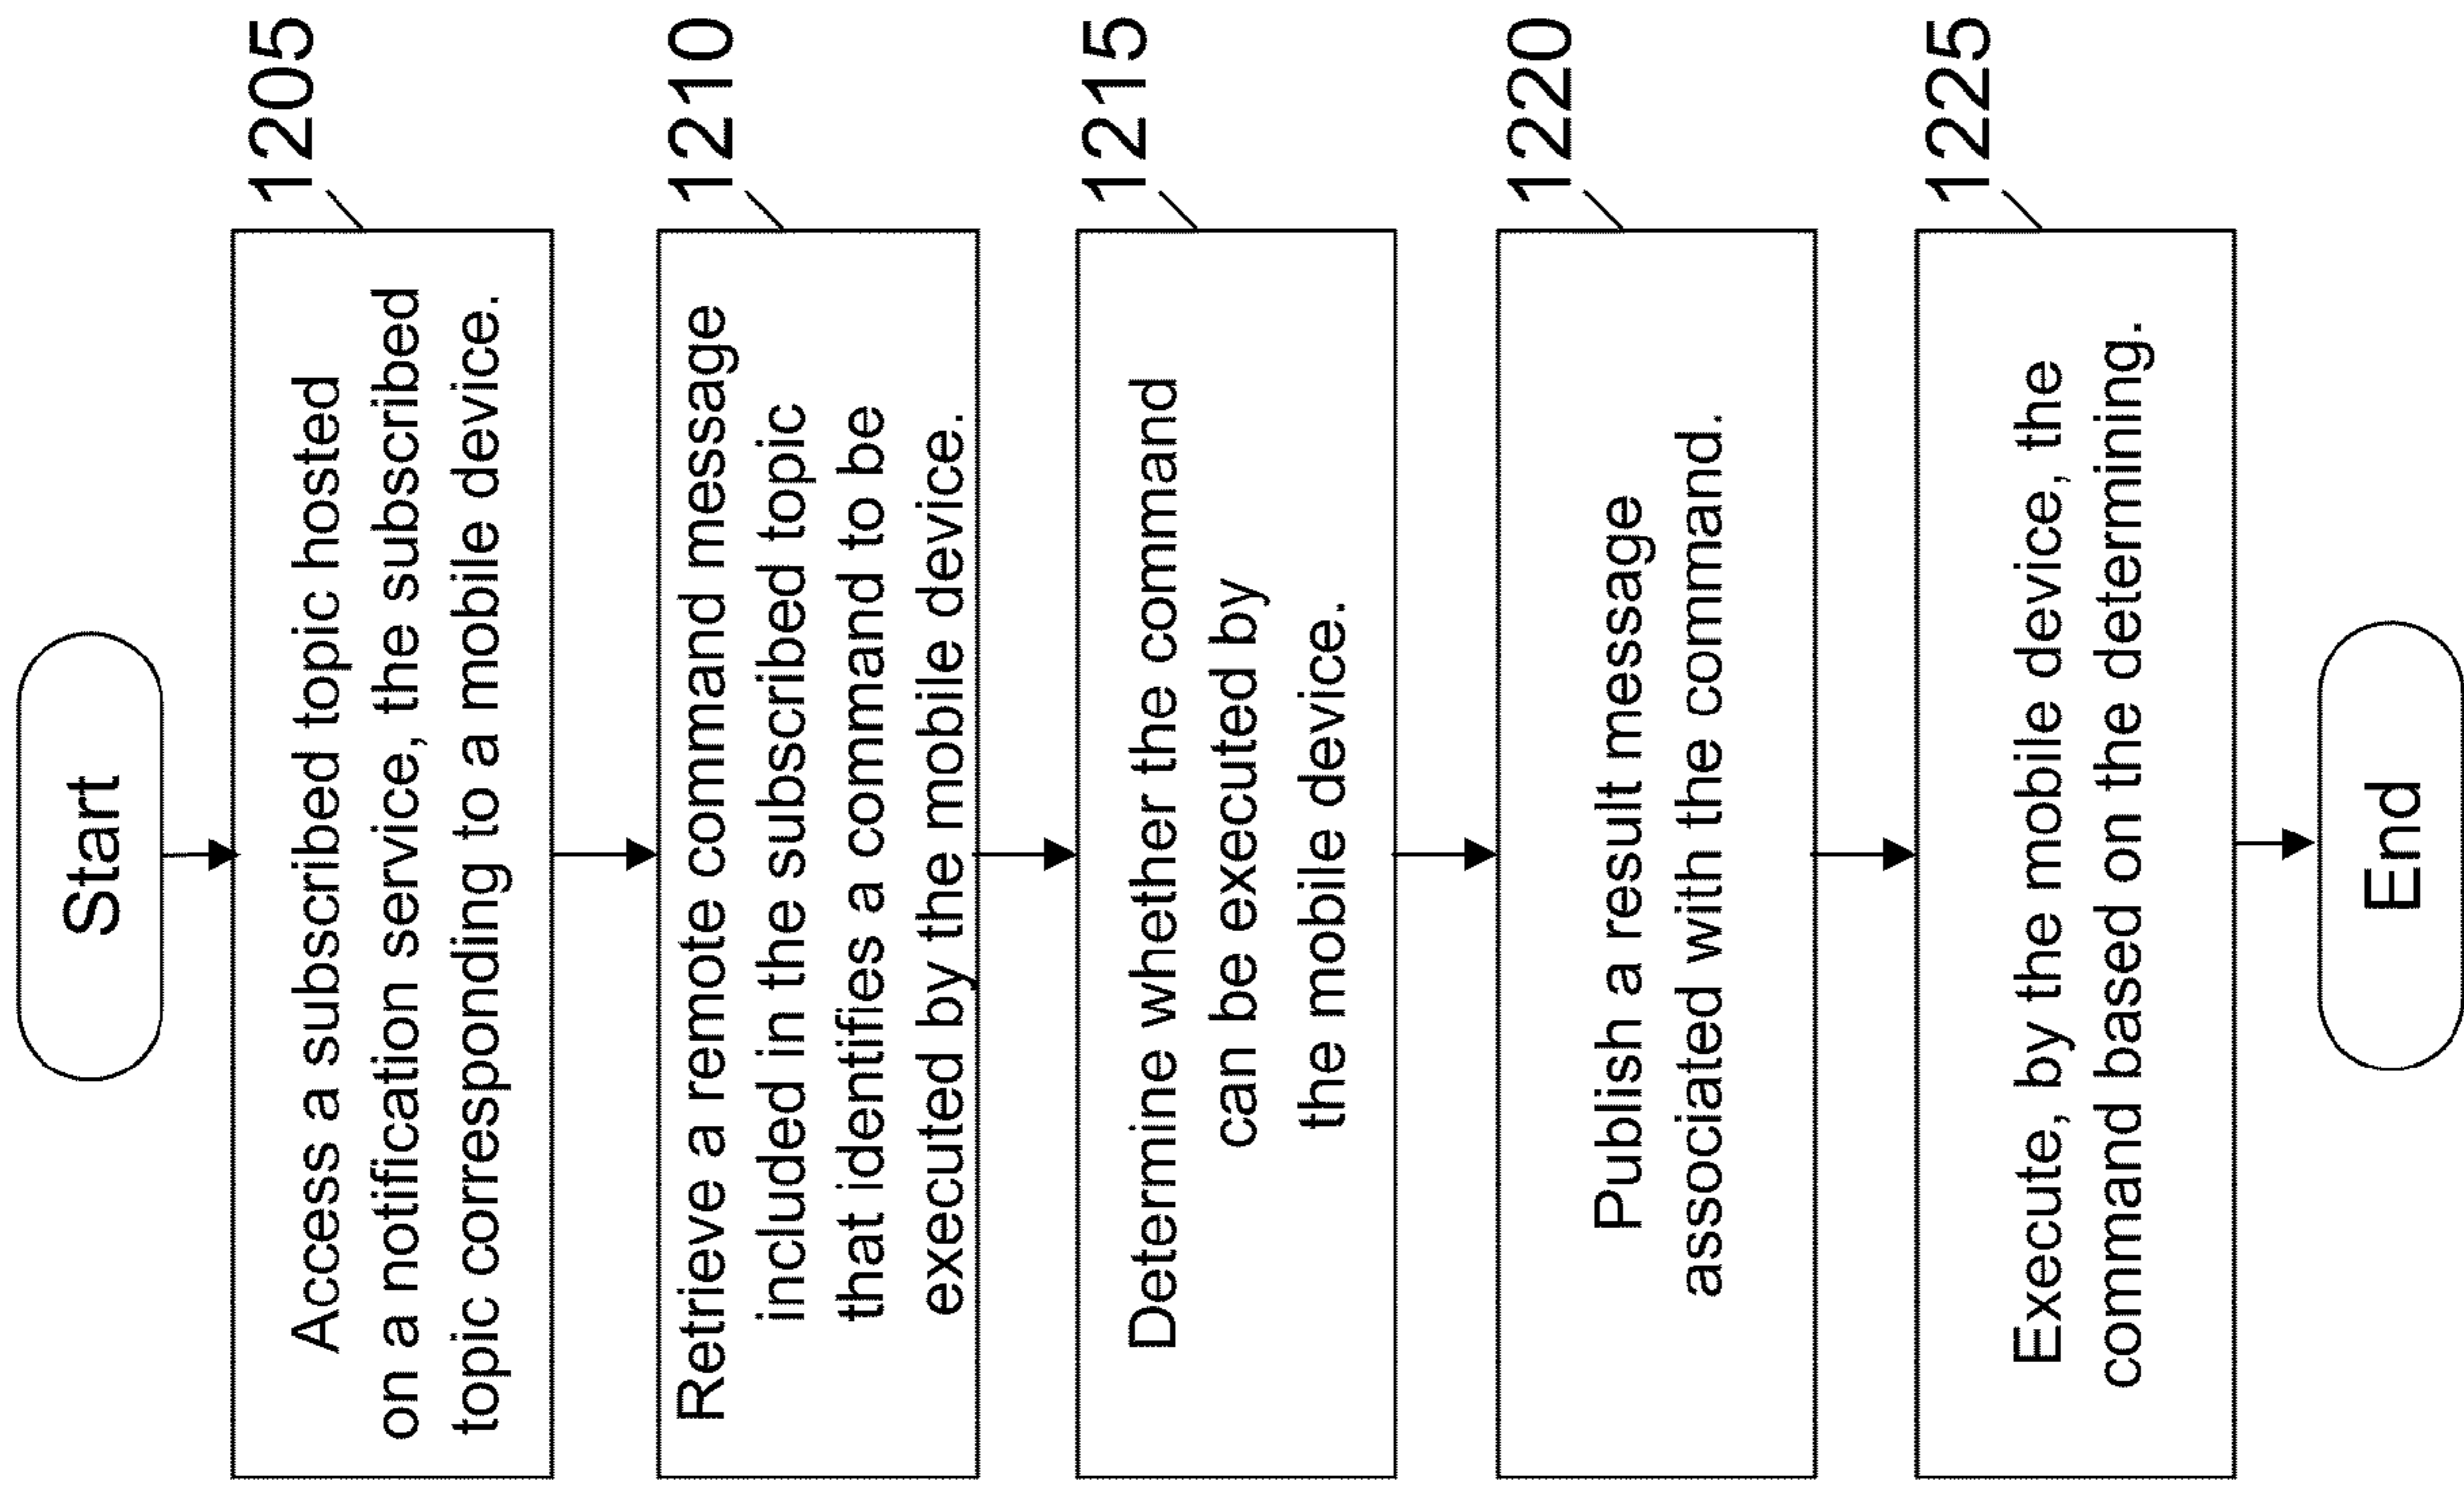 Start
1205
Access a subscribed topic hosted
on a notification service, the subscribed
topic corresponding to a mobile device.
1210
Retrieve a remote command message
included in the subscribed topic
that identifies a command to be
executed by the mobile device.
1215
Determine whether the command
can be executed by
the mobile device.
1220
Publish a result message
associated with the command.
1225
Execute, by the mobile device, the
command based on the determining.
End